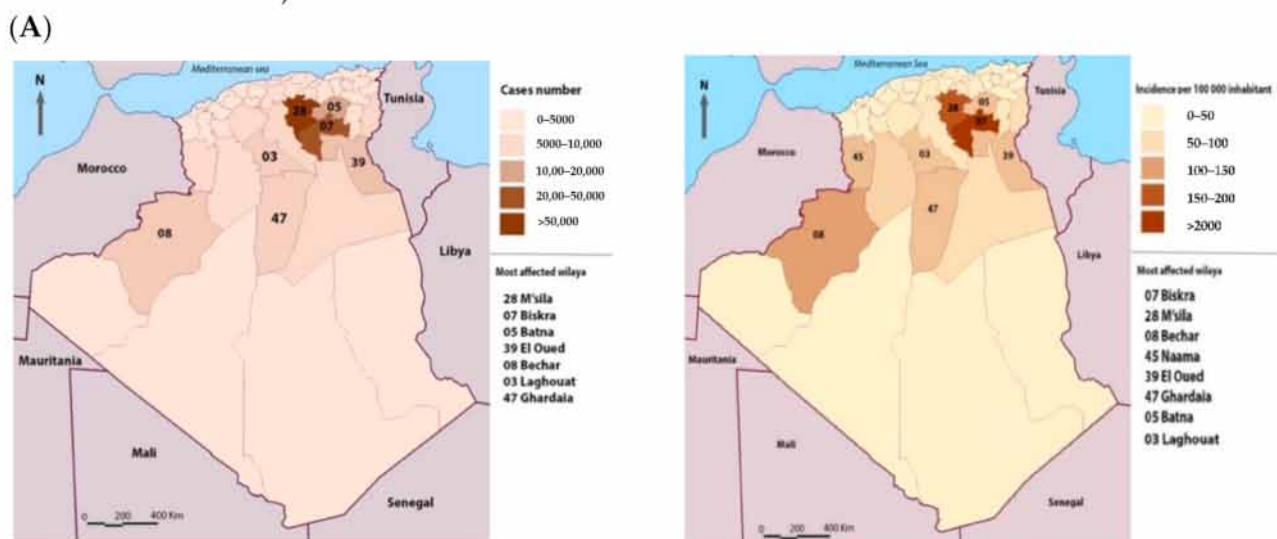 (A)
Mediterranean sea
N
Tunisia
Morocco
Libya
Mauritania
Mali
Senegal
28
05
07
03
39
47
08
0 200 400 Km
Cases number
0–5000
5000–10,000
10,00–20,000
20,00–50,000
>50,000
Most affected wilaya
28 M'sila
07 Biskra
05 Batna
39 El Oued
08 Bechar
03 Laghouat
47 Ghardaia
Mediterranean Sea
N
Tunisia
Morocco
Libya
Mauritania
Mali
Senegal
28
05
07
45
03
39
47
08
0 200 400 Km
Incidence per 100 000 inhabitant
0–50
50–100
100–150
150–200
>2000
Most affected wilaya
07 Biskra
28 M'sila
08 Bechar
45 Naama
39 El Oued
47 Ghardaia
05 Batna
03 Laghouat